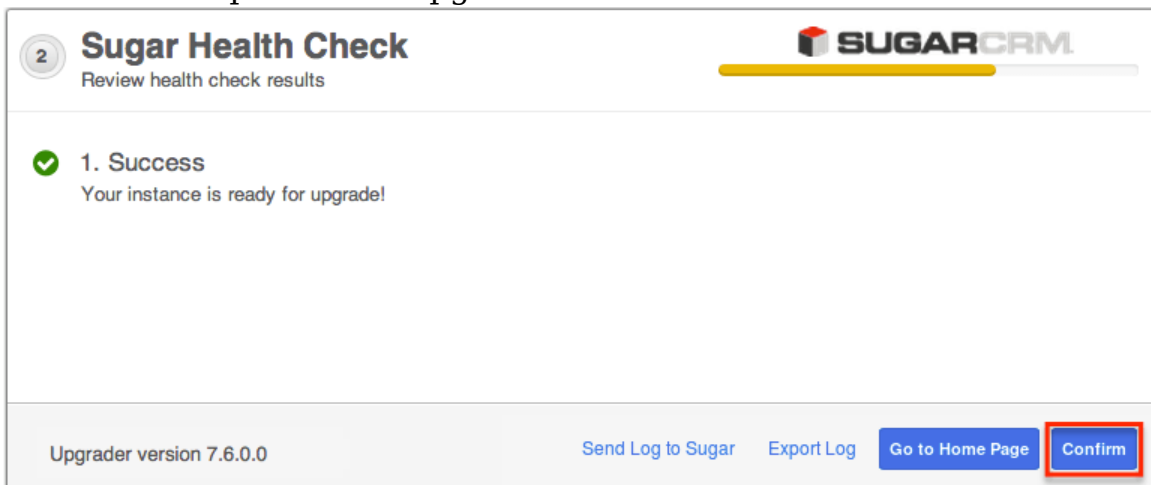 2
Sugar Health Check
Review health check results
SUGARCRM
1. Success
Your instance is ready for upgrade!
Upgrader version 7.6.0.0
Send Log to Sugar
Export Log
Go to Home Page
Confirm